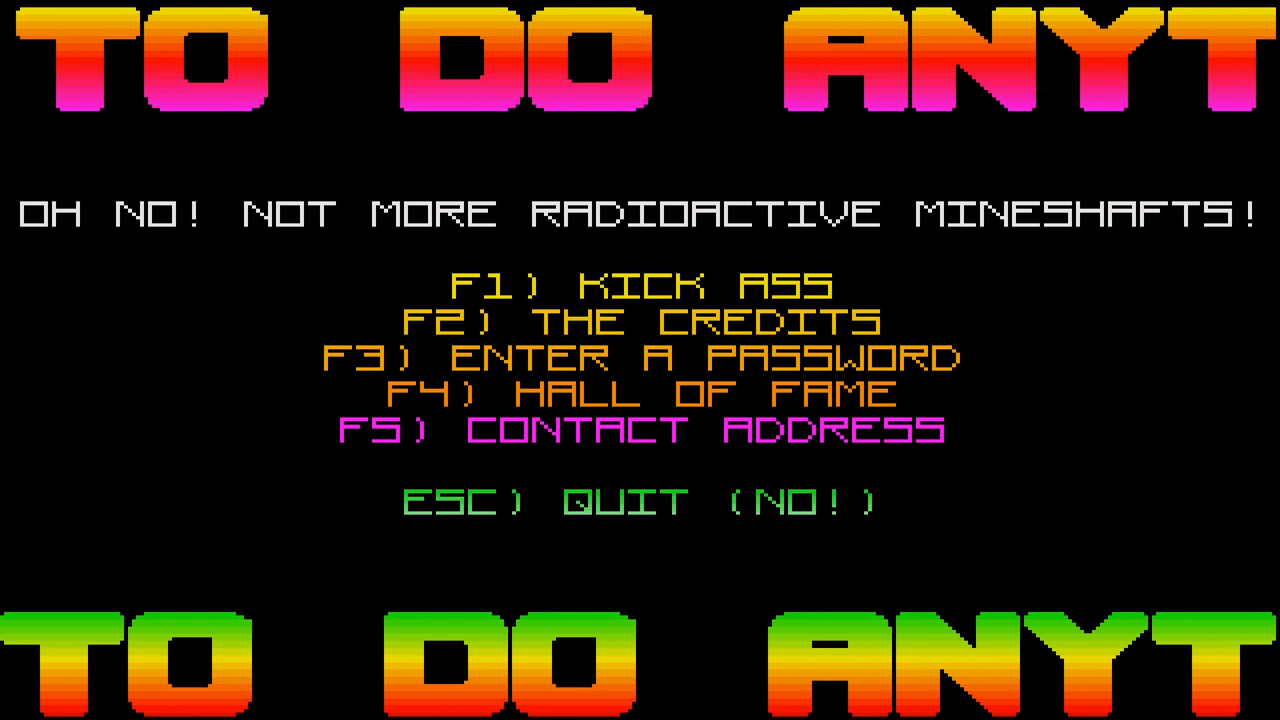 TO DO ANYT
OH NO! NOT MORE RADIOACTIVE MINESHAFTS!
F1) KICK ASS
F2) THE CREDITS
F3) ENTER A PASSWORD
F4) HALL OF FAME
F5) CONTACT ADDRESS
ESC) QUIT (NO!)
TO DO ANYT